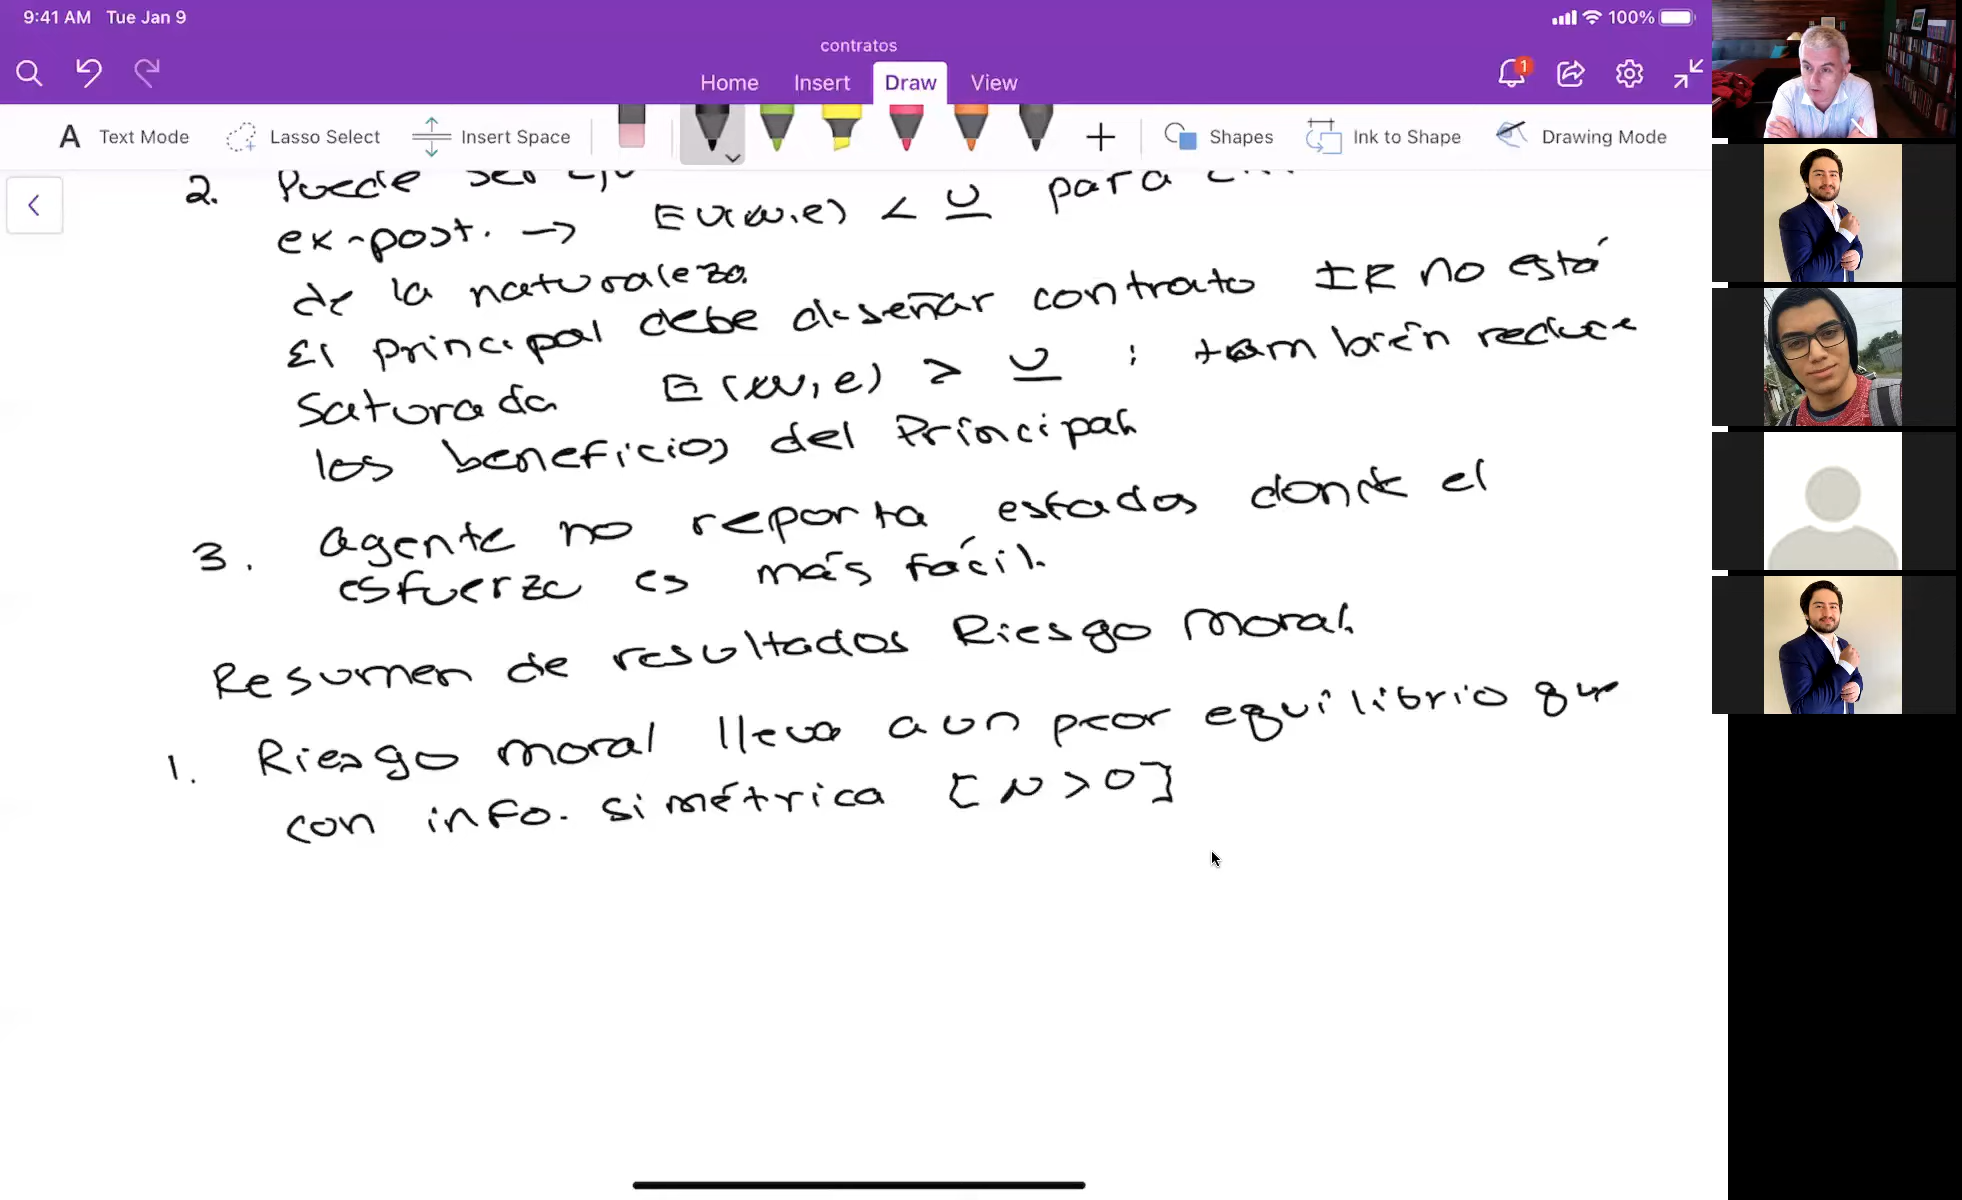 9:41 AM Tue Jan 9
100%
contratos
Home Insert Draw View
1
A Text Mode Lasso Select Insert Space Shapes Ink to Shape Drawing Mode
2. Puede ser para
ex-post. → EU(w,e) < U
de la naturaleza.
El principal debe diseñar contrato IR no está
saturada E(w,e) > U ; también reduce
los beneficios del Principal.
3. agente no reporta estados donde el
esfuerzo es más fácil.
Resumen de resultados Riesgo Moral.
1. Riesgo moral lleva a un peor equilibrio que
con info. simétrica [N>0]